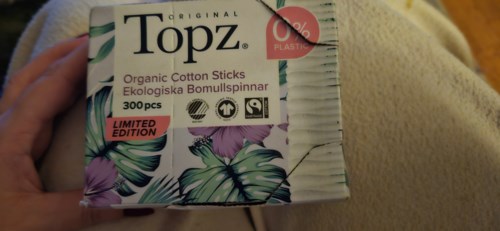 ORIGINAL
Topz®
0%
PLASTIC
Organic Cotton Sticks
Ekologiska Bomullspinnar
300 pcs
LIMITED
EDITION